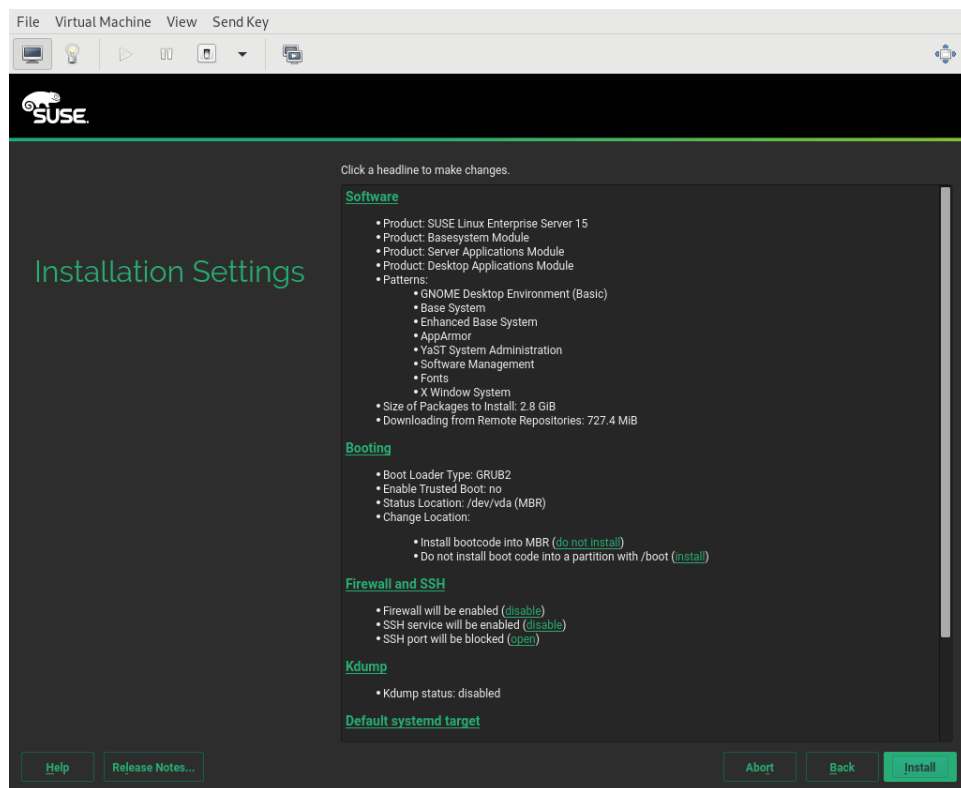 File Virtual Machine View Send Key
SUSE.
Click a headline to make changes.
Installation Settings
Software
• Product: SUSE Linux Enterprise Server 15
• Product: Basesystem Module
• Product: Server Applications Module
• Product: Desktop Applications Module
• Patterns:
• GNOME Desktop Environment (Basic)
• Base System
• Enhanced Base System
• AppArmor
• YaST System Administration
• Software Management
• Fonts
• X Window System
• Size of Packages to Install: 2.8 GiB
• Downloading from Remote Repositories: 727.4 MiB
Booting
• Boot Loader Type: GRUB2
• Enable Trusted Boot: no
• Status Location: /dev/vda (MBR)
• Change Location:
• Install bootcode into MBR (do not install)
• Do not install boot code into a partition with /boot (install)
Firewall and SSH
• Firewall will be enabled (disable)
• SSH service will be enabled (disable)
• SSH port will be blocked (open)
Kdump
• Kdump status: disabled
Default systemd target
Help Release Notes... Abort Back Install